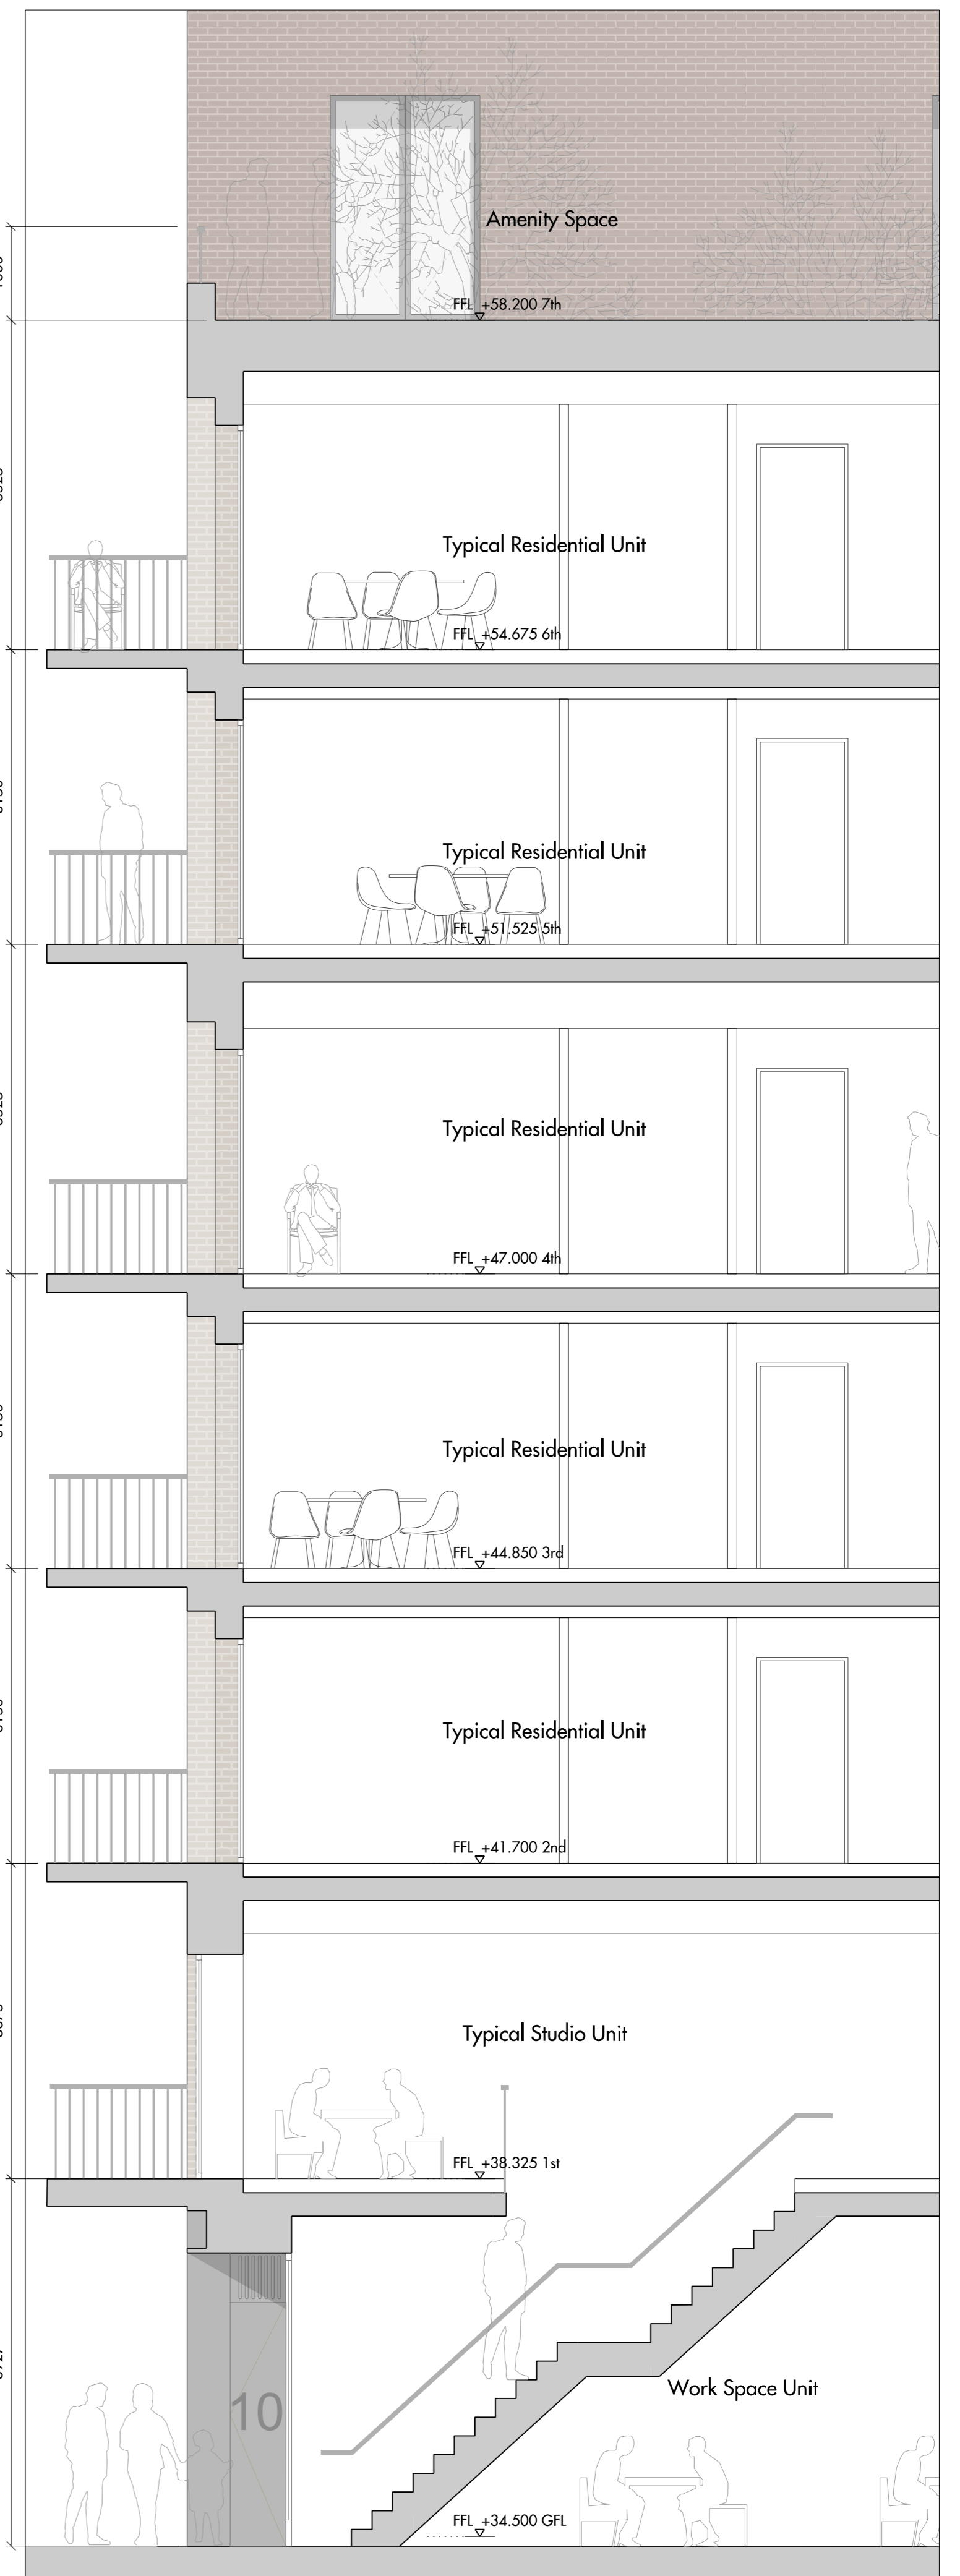 Amenity Space
FFL +58.200 7th
Typical Residential Unit
FFL +54.675 6th
Typical Residential Unit
FFL +51.525 5th
Typical Residential Unit
FFL +47.000 4th
Typical Residential Unit
FFL +44.850 3rd
Typical Residential Unit
FFL +41.700 2nd
Typical Studio Unit
FFL +38.325 1st
Work Space Unit
10
FFL +34.500 GFL